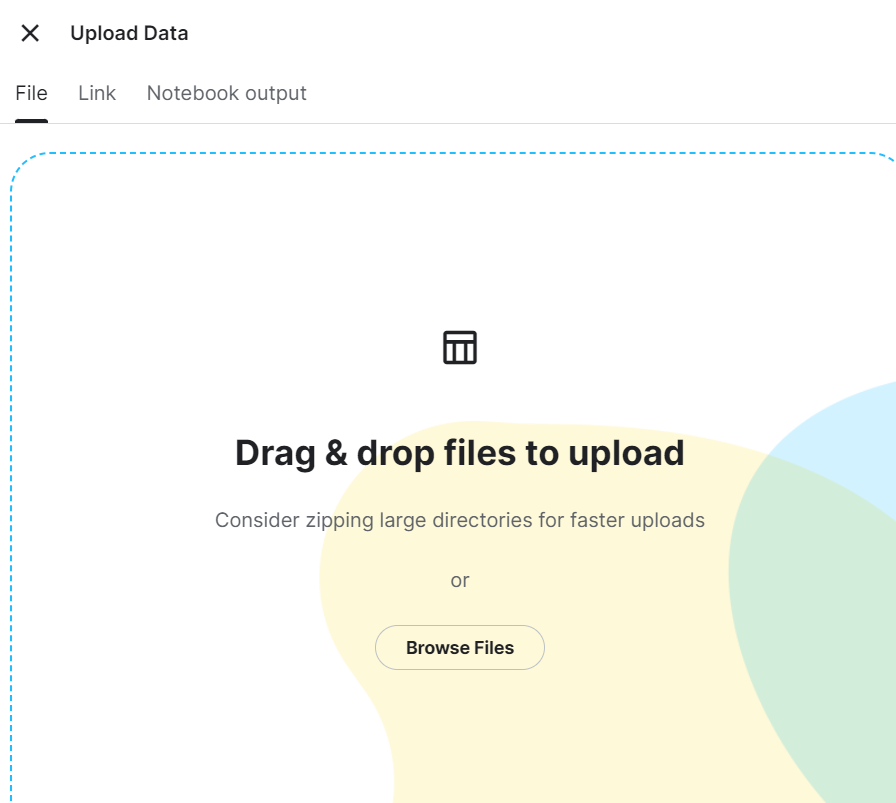 Upload Data
File Link Notebook output
Drag & drop files to upload
Consider zipping large directories for faster uploads
or
Browse Files